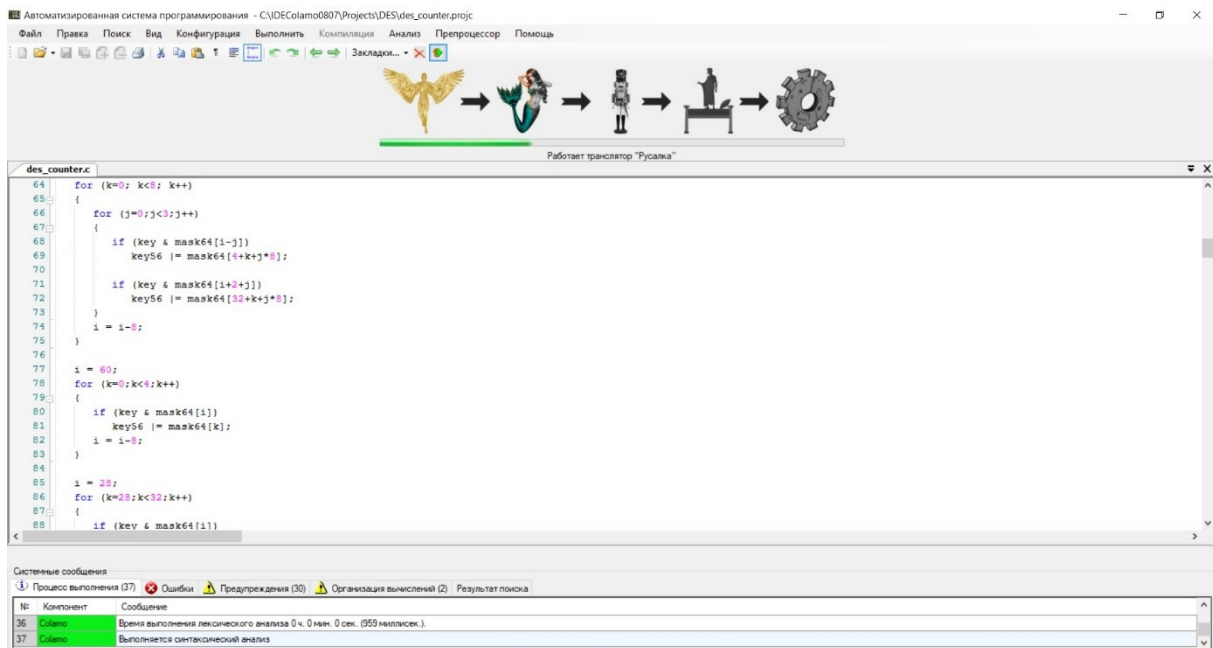 Автоматизированная система программирования - C:\IDEColamo0807\Projects\DES\des_counter.projc
Файл Правка Поиск Вид Конфигурация Выполнить Компиляция Анализ Препроцессор Помощь
Закладки...
Работает транслятор "Русалка"
des_counter.c
64 for (k=0; k<8; k++)
65 {
66 for (j=0;j<3;j++)
67 {
68 if (key & mask64[i-j])
69 key56 |= mask64[4+k+j*8];
70
71 if (key & mask64[i+2+j])
72 key56 |= mask64[32+k+j*8];
73 }
74 i = i-8;
75 }
76
77 i = 60;
78 for (k=0;k<4;k++)
79 {
80 if (key & mask64[i])
81 key56 |= mask64[k];
82 i = i-8;
83 }
84
85 i = 28;
86 for (k=28;k<32;k++)
87 {
88 if (key & mask64[i])
Системные сообщения
Процесс выполнения (37) Ошибки Предупреждения (30) Организация вычислений (2) Результат поиска
№ Компонент Сообщение
36 Colamo Время выполнения лексического анализа 0 ч. 0 мин. 0 сек. (959 миллисек.).
37 Colamo Выполняется синтаксический анализ